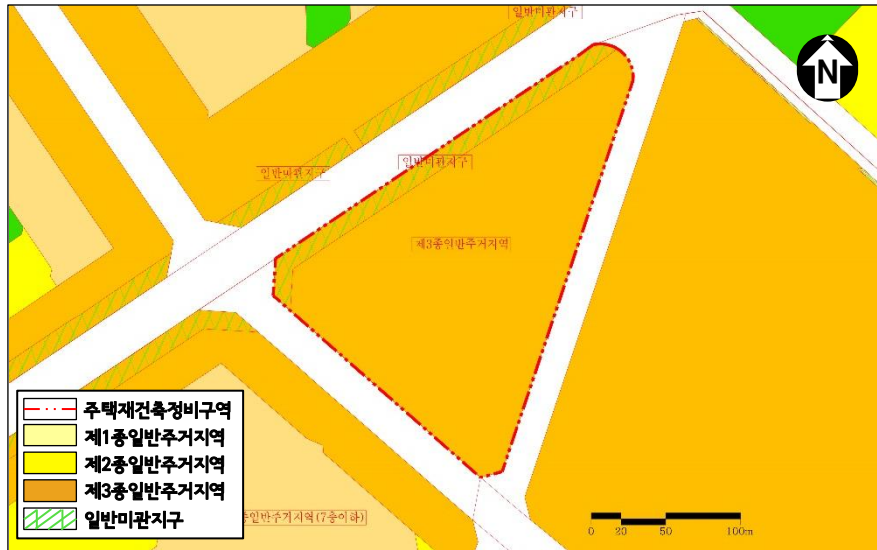 일반미관지구
N
일반미관지구
일반미관지구
제3종일반주거지역
주택재건축정비구역
제1종일반주거지역
제2종일반주거지역
제3종일반주거지역
일반미관지구
종일반주거지역(7층이하)
0 20 50 100m